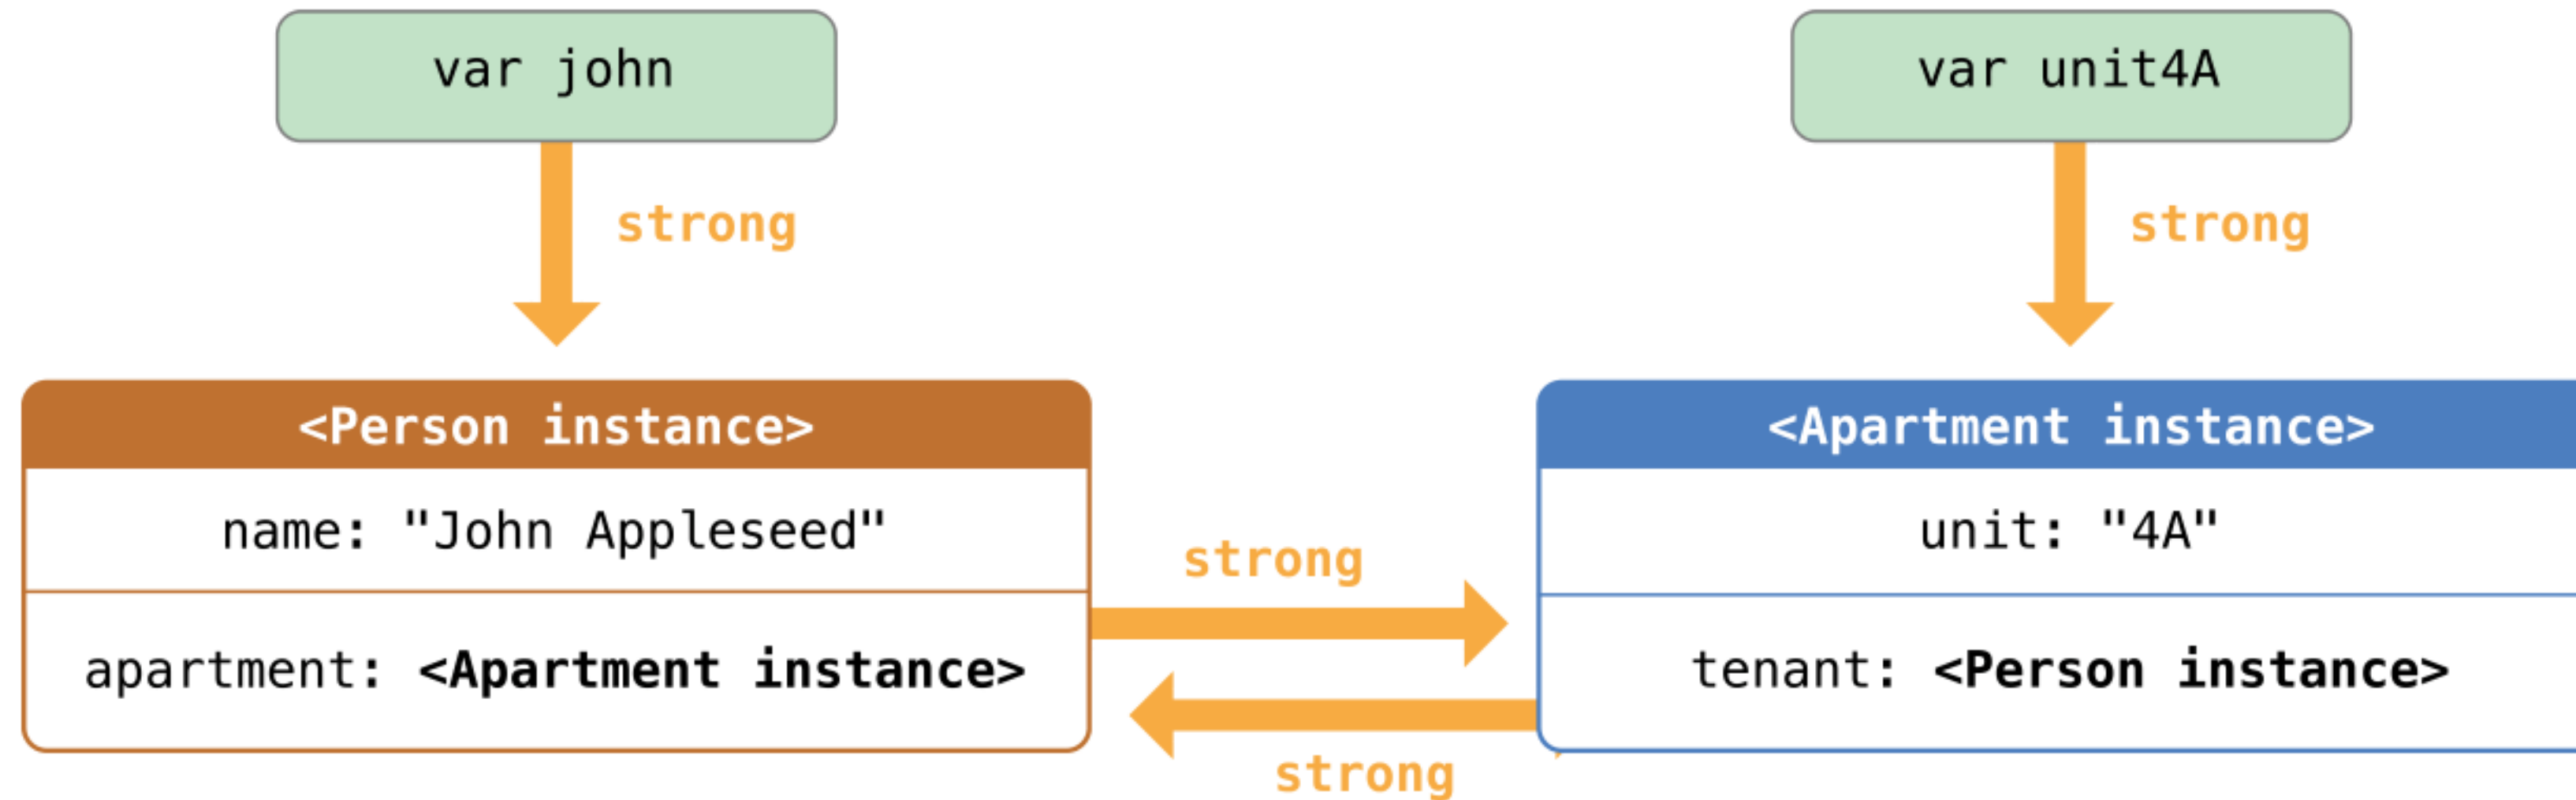 var john
var unit4A
strong
strong
<Person instance>
<Apartment instance>
name: "John Appleseed"
unit: "4A"
strong
apartment: <Apartment instance>
tenant: <Person instance>
strong